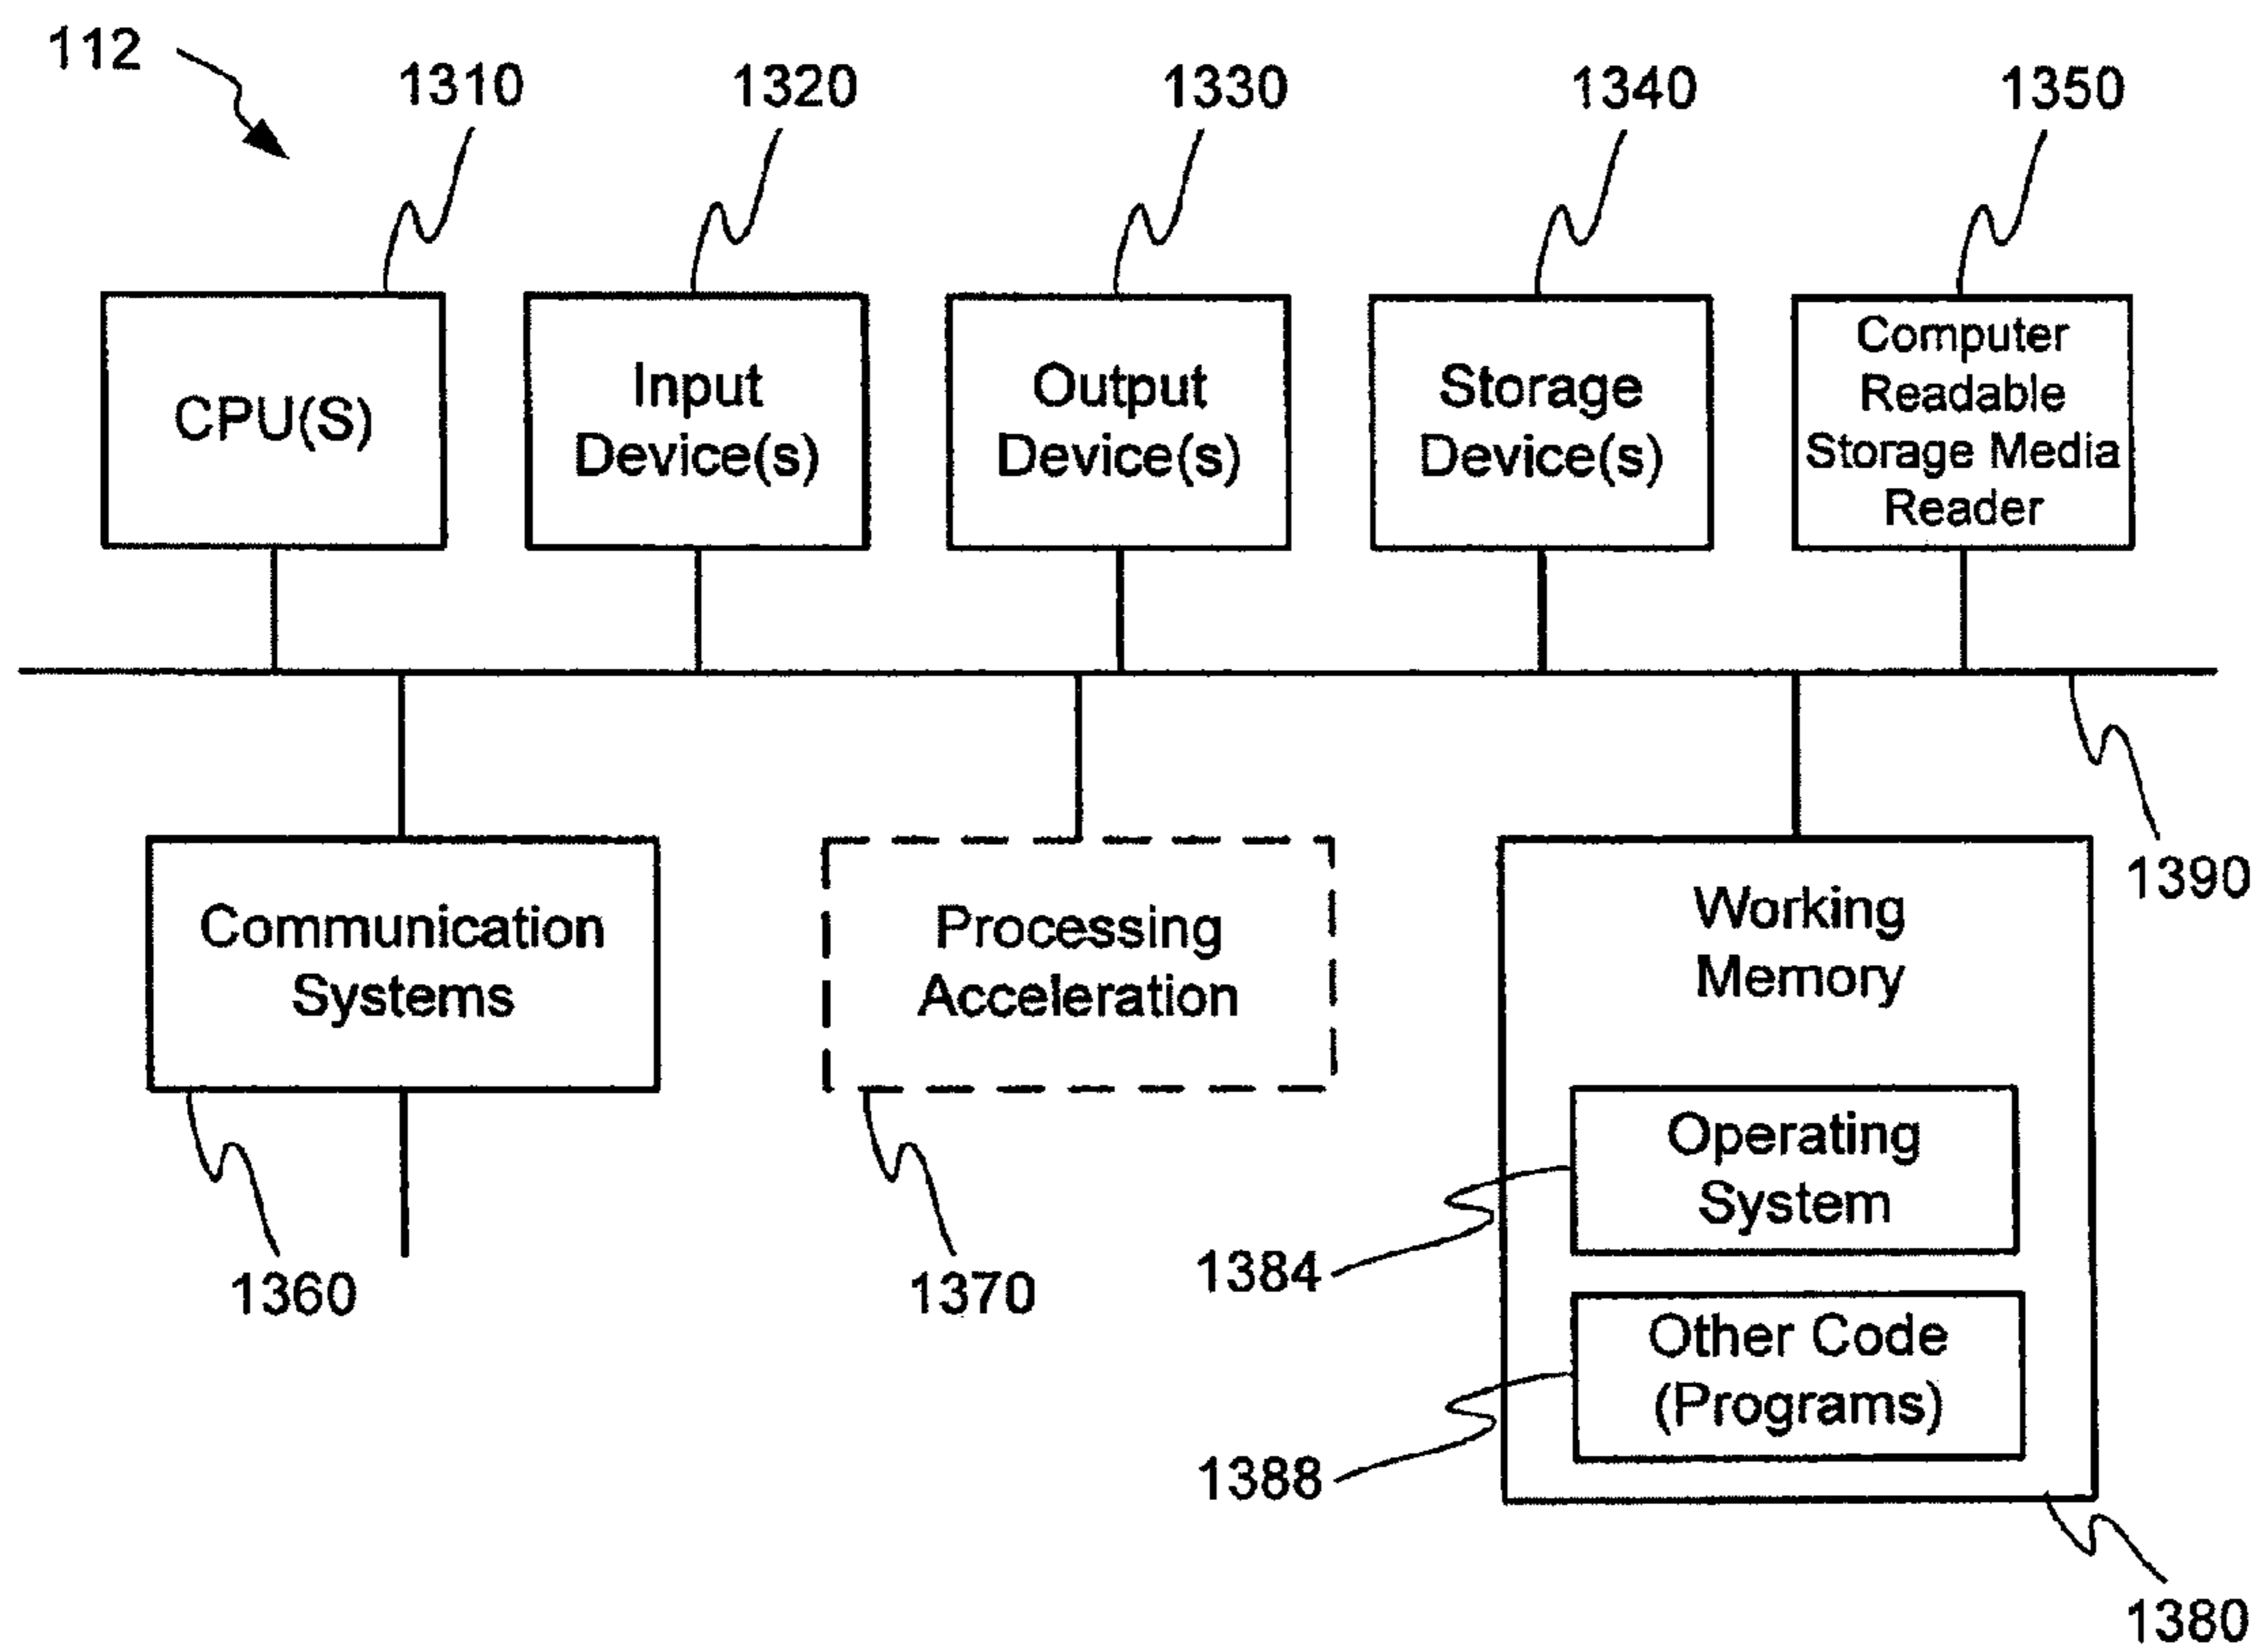 112
1310
1320
1330
1340
1350
CPU(S)
Input
Device(s)
Output
Device(s)
Storage
Device(s)
Computer
Readable
Storage Media
Reader
1390
Communication
Systems
Processing
Acceleration
Working
Memory
Operating
System
1384
Other Code
(Programs)
1388
1360
1370
1380